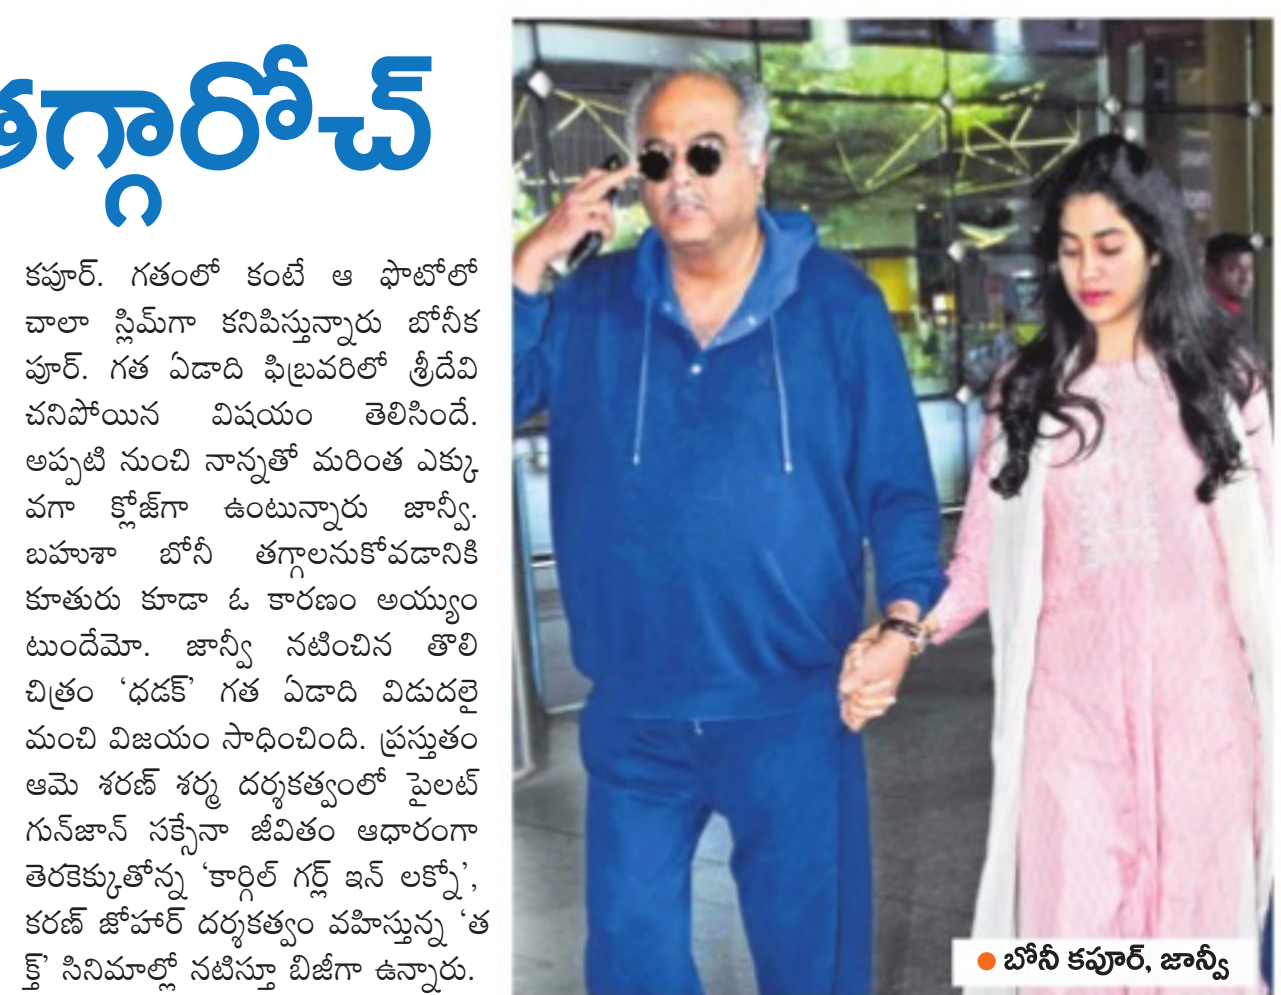 తగ్గారోచ్
కపూర్. గతంలో కంటే ఆ ఫొటోలో
చాలా స్లిమ్‌గా కనిపిస్తున్నారు బోనీక
పూర్. గత ఏడాది ఫిబ్రవరిలో శ్రీదేవి
చనిపోయిన విషయం తెలిసిందే.
అప్పటి నుంచి నాన్నతో మరింత ఎక్కు
వగా క్లోజ్‌గా ఉంటున్నారు జాన్వీ.
బహుశా బోనీ తగ్గాలనుకోవడానికి
కూతురు కూడా ఓ కారణం అయ్యుం
టుందేమో. జాన్వీ నటించిన తొలి
చిత్రం ‘ధడక్’ గత ఏడాది విడుదలై
మంచి విజయం సాధించింది. ప్రస్తుతం
ఆమె శరణ్ శర్మ దర్శకత్వంలో పైలట్
గున్‌జాన్ సక్సేనా జీవితం ఆధారంగా
తెరకెక్కుతోన్న ‘కార్గిల్ గర్ల్ ఇన్ లక్నో’,
కరణ్ జోహార్ దర్శకత్వం వహిస్తున్న ‘త
క్త్’ సినిమాల్లో నటిస్తూ బిజీగా ఉన్నారు.
బోనీ కపూర్, జాన్వీ